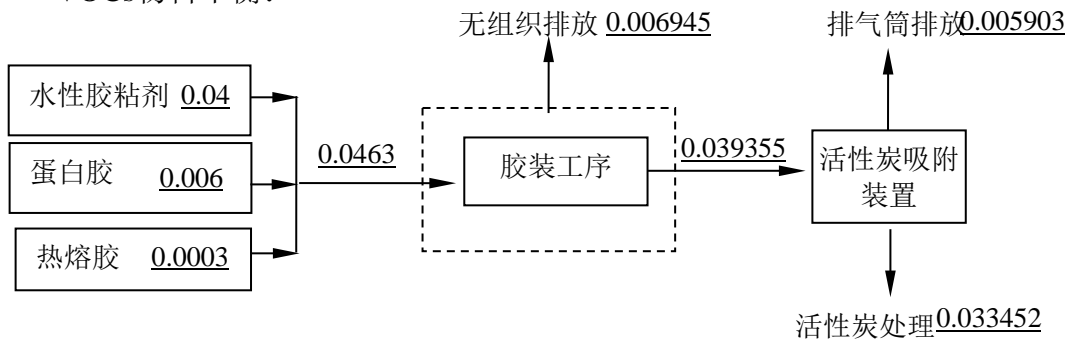 无组织排放 0.006945
排气筒排放0.005903
水性胶粘剂 0.04
蛋白胶 0.006
热熔胶 0.0003
0.0463
胶装工序
0.039355
活性炭吸附
装置
活性炭处理0.033452